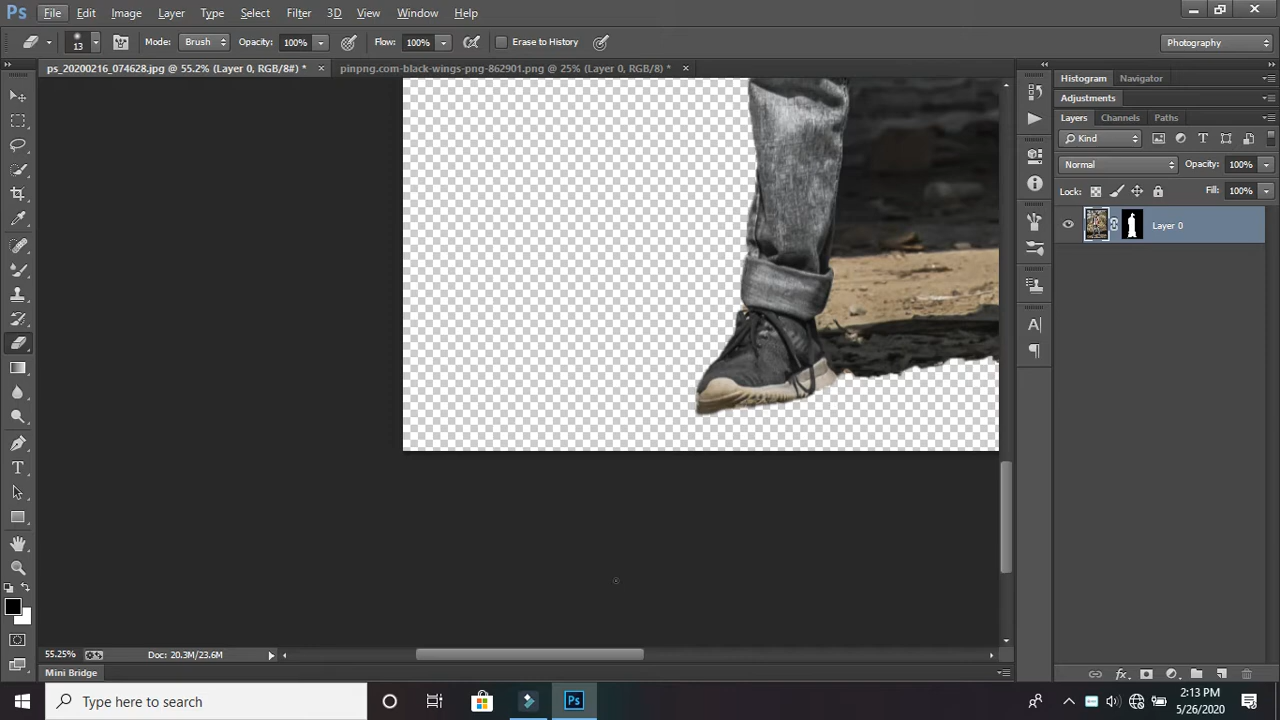 Ps File Edit Image Layer Type Select Filter 3D View Window Help
13 Mode: Brush Opacity: 100% Flow: 100% Erase to History Photography
ps_20200216_074628.jpg @ 55.2% (Layer 0, RGB/8#) * × pinpng.com-black-wings-png-862901.png @ 25% (Layer 0, RGB/8) * ×
Histogram Navigator
Adjustments
Layers Channels Paths
Kind
Normal Opacity: 100%
Lock: Fill: 100%
Layer 0
55.25% Doc: 20.3M/23.6M
Mini Bridge
Type here to search
Ps
2:13 PM
5/26/2020